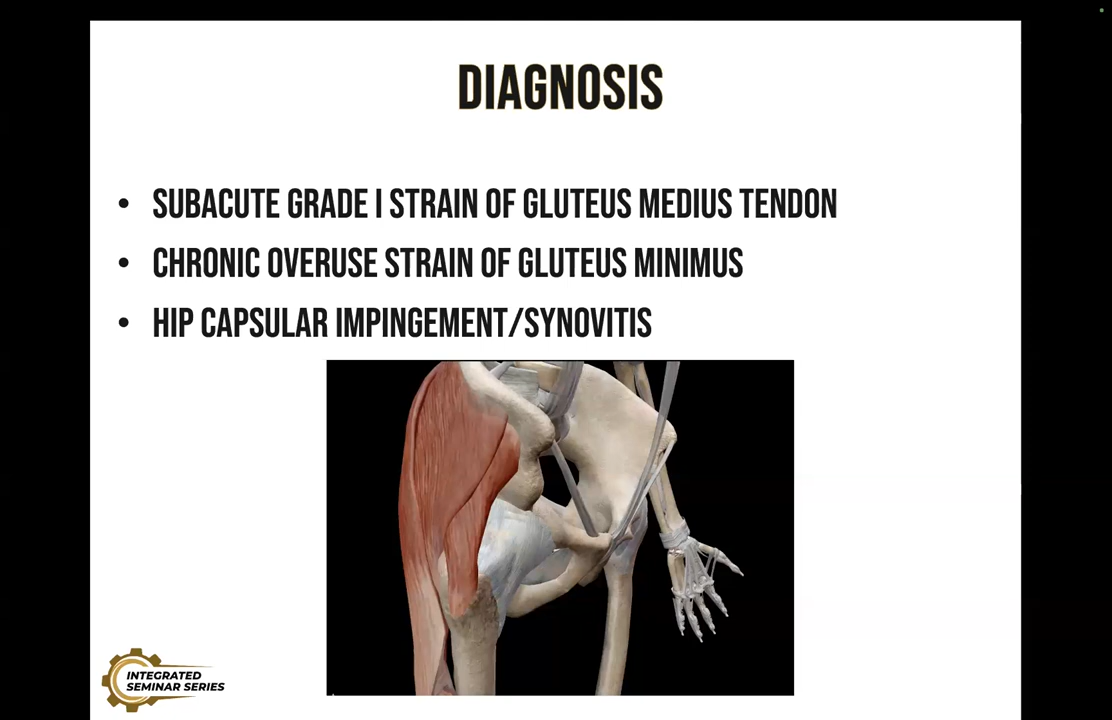 DIAGNOSIS
• SUBACUTE GRADE I STRAIN OF GLUTEUS MEDIUS TENDON
• CHRONIC OVERUSE STRAIN OF GLUTEUS MINIMUS
• HIP CAPSULAR IMPINGEMENT/SYNOVITIS
INTEGRATED
SEMINAR SERIES